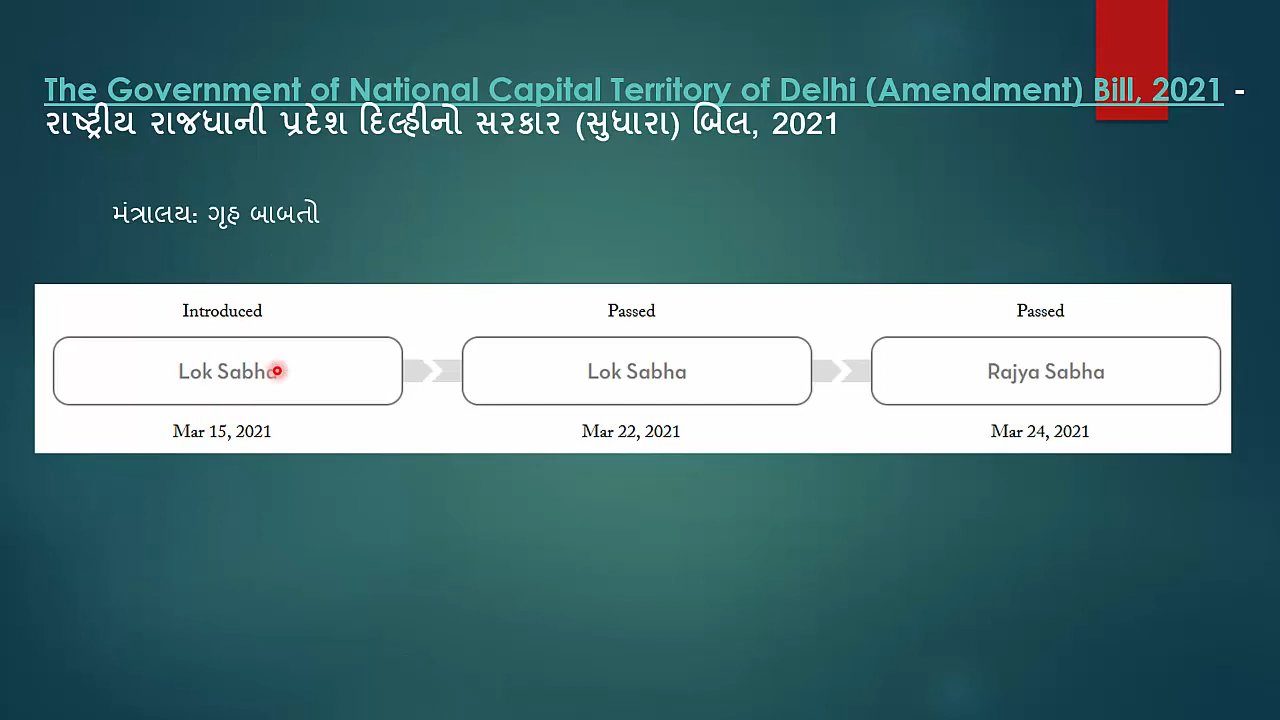 The Government of National Capital Territory of Delhi (Amendment) Bill, 2021 -
રાષ્ટ્રીય રાજધાની પ્રદેશ દિલ્હીનો સરકાર (સુધારા) બિલ, 2021
મંત્રાલય: ગૃહ બાબતો
Introduced Passed Passed
Lok Sabha Lok Sabha Rajya Sabha
Mar 15, 2021 Mar 22, 2021 Mar 24, 2021